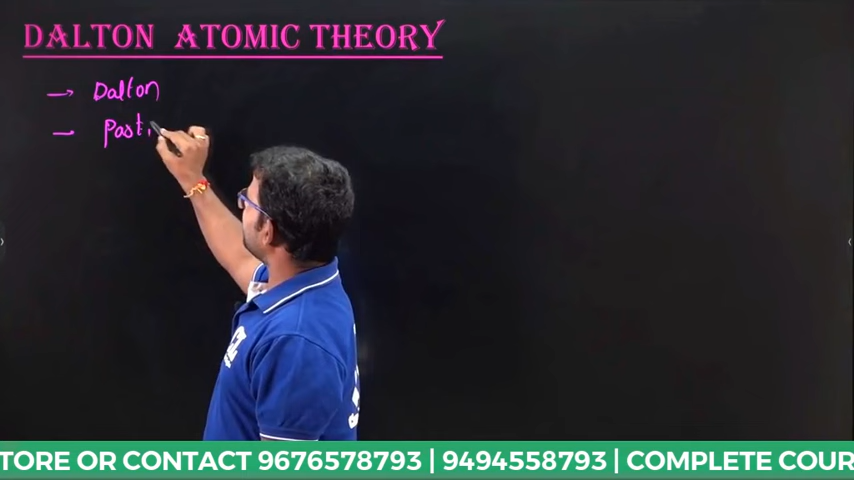 DALTON ATOMIC THEORY
→ Dalton
TORE OR CONTACT 9676578793 | 9494558793 | COMPLETE COUR